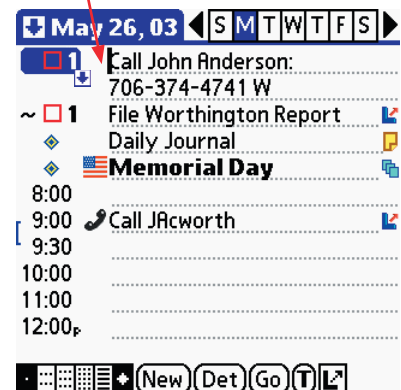 May 26, 03 S M T W T F S
1 Call John Anderson:
706-374-4741 W
~ 1 File Worthington Report
Daily Journal
Memorial Day
8:00
9:00 Call JAcworth
9:30
10:00
11:00
12:00P
New Det Go T